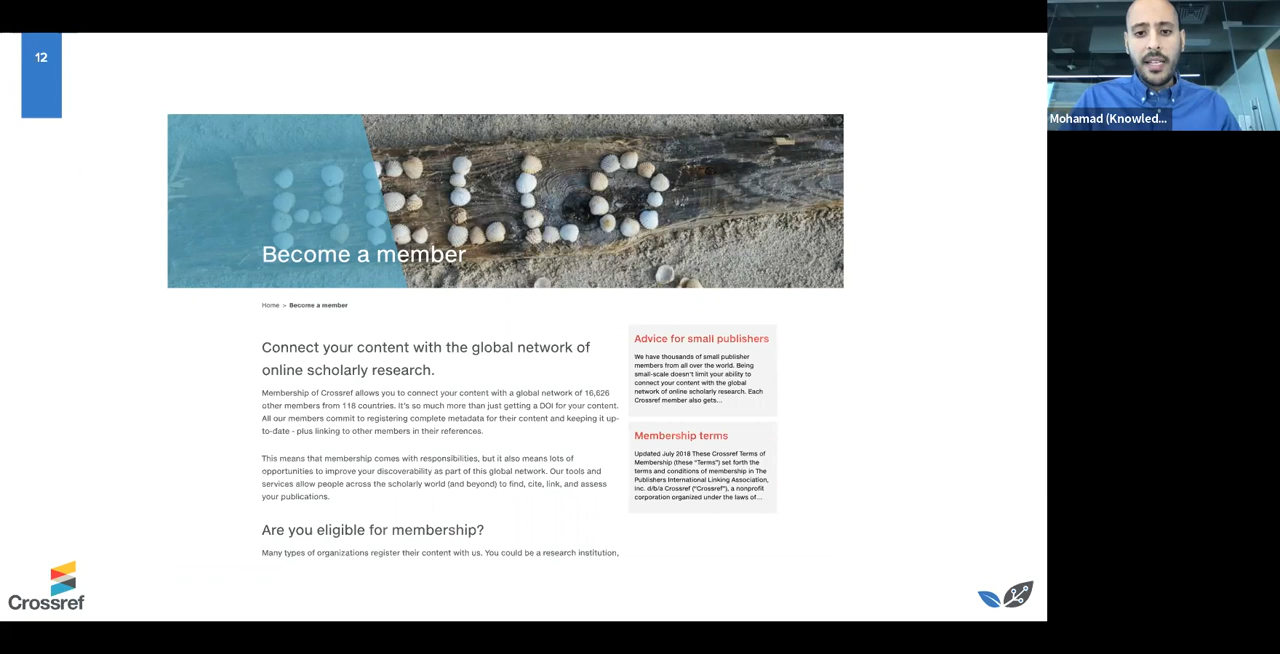 12
Mohamad (Knowled...
HELLO
Become a member
Home > Become a member
Connect your content with the global network of
online scholarly research.
Membership of Crossref allows you to connect your content with a global network of 16,626
other members from 118 countries. It's so much more than just getting a DOI for your content.
All our members commit to registering complete metadata for their content and keeping it up-
to-date - plus linking to other members in their references.
This means that membership comes with responsibilities, but it also means lots of
opportunities to improve your discoverability as part of this global network. Our tools and
services allow people across the scholarly world (and beyond) to find, cite, link, and assess
your publications.
Are you eligible for membership?
Many types of organizations register their content with us. You could be a research institution,
Advice for small publishers
We have thousands of small publisher
members from all over the world. Being
small-scale doesn't limit your ability to
connect your content with the global
network of online scholarly research. Each
Crossref member also gets...
Membership terms
Updated July 2018 These Crossref Terms of
Membership (these "Terms") set forth the
terms and conditions of membership in The
Publishers International Linking Association,
Inc. d/b/a Crossref ("Crossref"), a nonprofit
corporation organized under the laws of...
Crossref